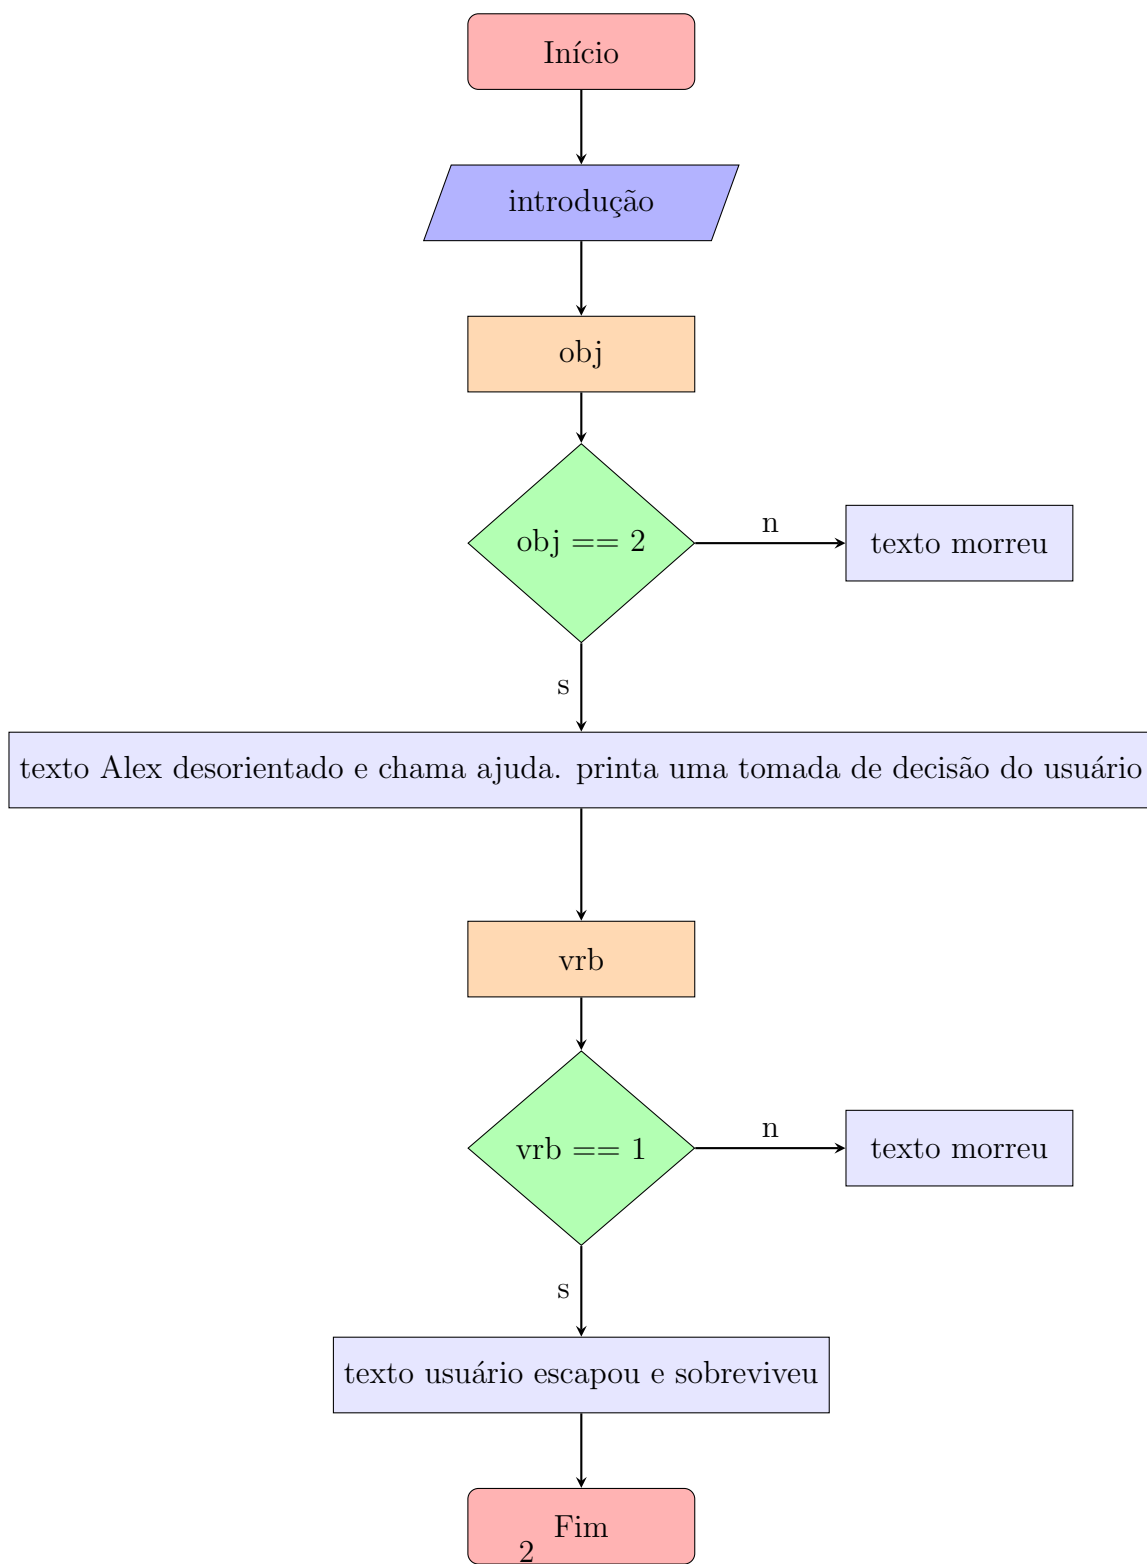 Início
introdução
obj
obj == 2
n
texto morreu
s
texto Alex desorientado e chama ajuda. printa uma tomada de decisão do usuário
vrb
vrb == 1
n
texto morreu
s
texto usuário escapou e sobreviveu
Fim
2